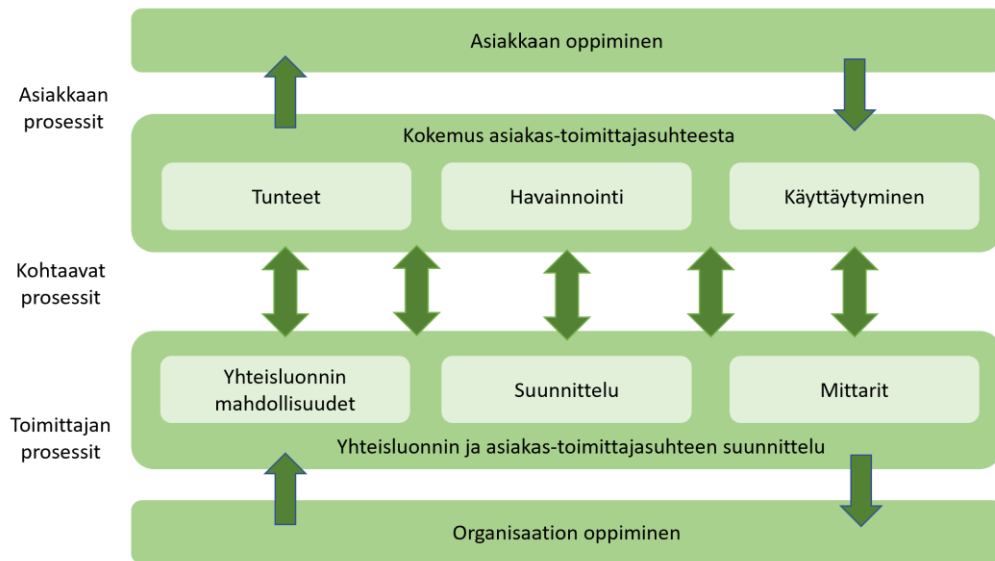 Asiakkaan oppiminen
Asiakkaan
prosessit
Kokemus asiakas-toimittajasuhteesta
Tunteet
Havainnointi
Käyttäytyminen
Kohtaavat
prosessit
Yhteisluonnin
mahdollisuudet
Suunnittelu
Mittarit
Toimittajan
prosessit
Yhteisluonnin ja asiakas-toimittajasuhteen suunnittelu
Organisaation oppiminen